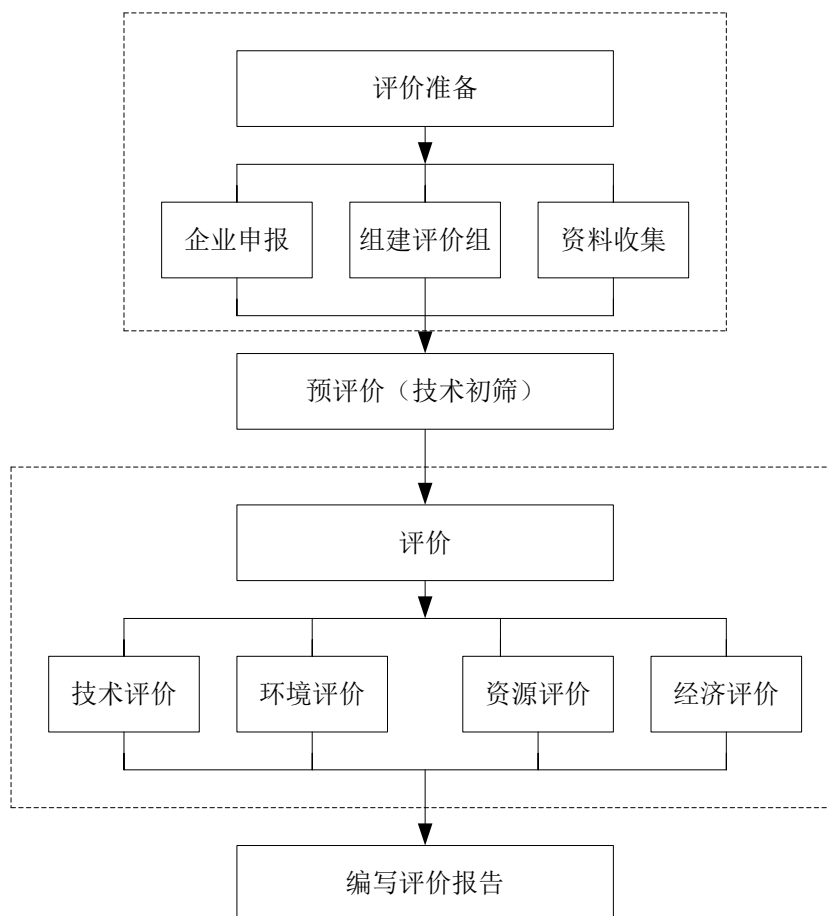 评价准备
企业申报
组建评价组
资料收集
预评价（技术初筛）
评价
技术评价
环境评价
资源评价
经济评价
编写评价报告